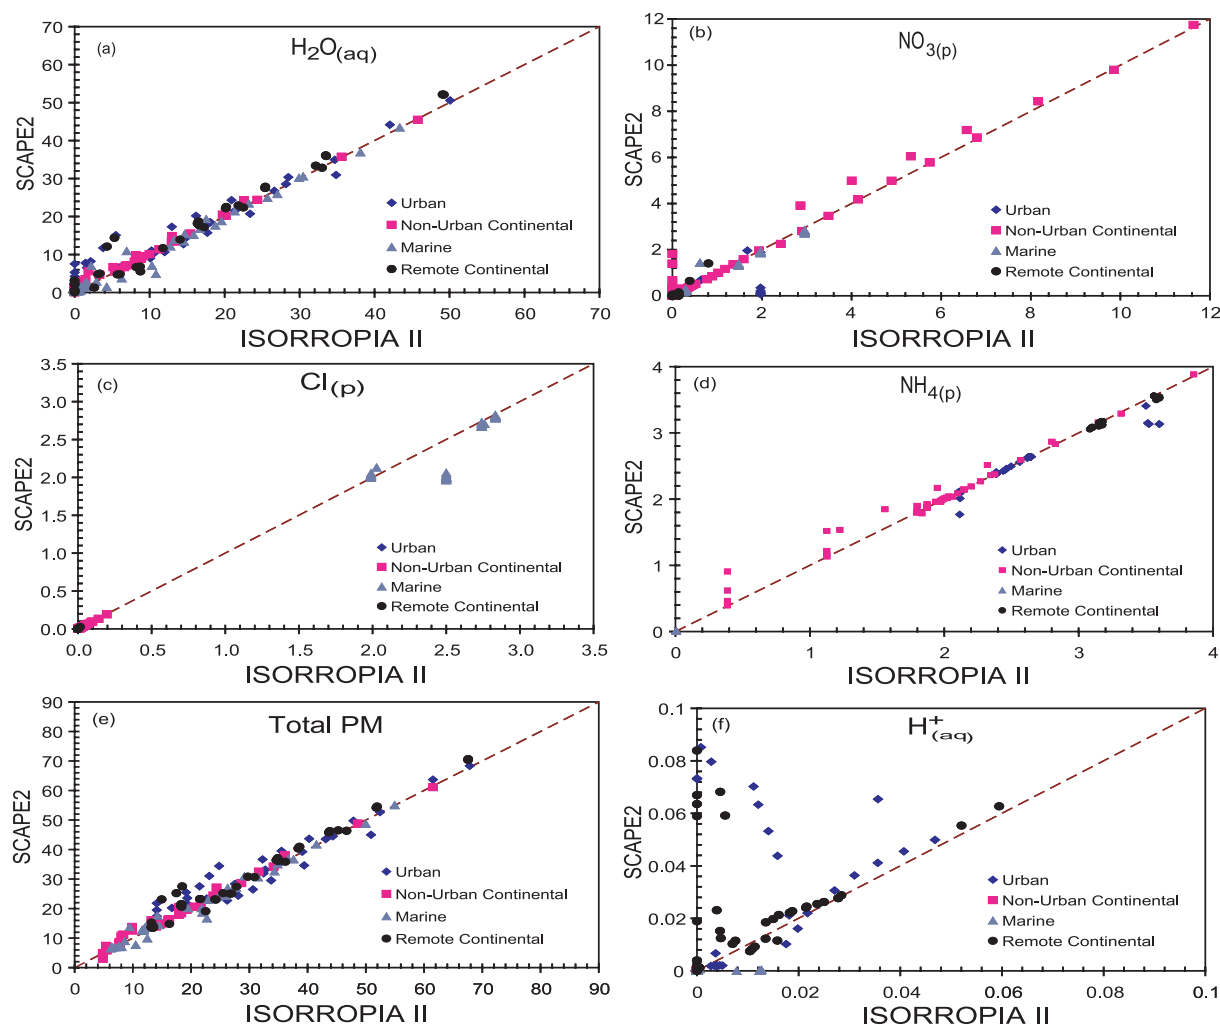 (a)
H2O(aq)
SCAPE2
70
60
50
40
30
20
10
0
Urban
Non-Urban Continental
Marine
Remote Continental
0 10 20 30 40 50 60 70
ISORROPIA II
(b)
NO3(p)
SCAPE2
12
10
8
6
4
2
0
Urban
Non-Urban Continental
Marine
Remote Continental
0 2 4 6 8 10 12
ISORROPIA II
(c)
Cl(p)
SCAPE2
3.5
3.0
2.5
2.0
1.5
1.0
0.5
0.0
Urban
Non-Urban Continental
Marine
Remote Continental
0.0 0.5 1.0 1.5 2.0 2.5 3.0 3.5
ISORROPIA II
(d)
NH4(p)
SCAPE2
4
3
2
1
0
Urban
Non-Urban Continental
Marine
Remote Continental
0 1 2 3 4
ISORROPIA II
(e)
Total PM
SCAPE2
90
80
70
60
50
40
30
20
10
0
Urban
Non-Urban Continental
Marine
Remote Continental
0 10 20 30 40 50 60 70 80 90
ISORROPIA II
(f)
H+(aq)
SCAPE2
0.1
0.08
0.06
0.04
0.02
0
Urban
Non-Urban Continental
Marine
Remote Continental
0 0.02 0.04 0.06 0.08 0.1
ISORROPIA II